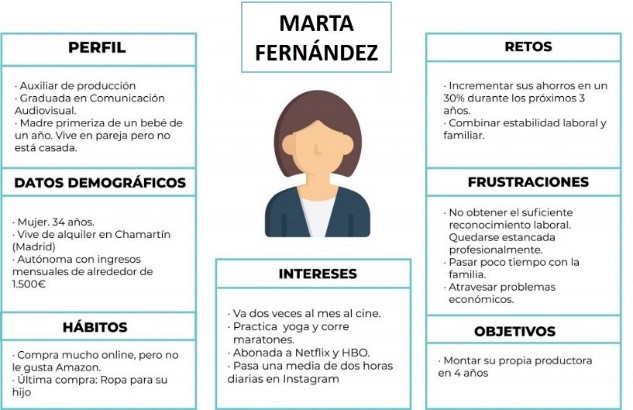 MARTA
FERNÁNDEZ
PERFIL
· Auxiliar de producción
· Graduada en Comunicación
Audiovisual.
· Madre primeriza de un bebé de
un año. Vive en pareja pero no
está casada.
DATOS DEMOGRÁFICOS
· Mujer. 34 años.
· Vive de alquiler en Chamartín
(Madrid)
· Autónoma con ingresos
mensuales de alrededor de
1.500€
HÁBITOS
· Compra mucho online, pero no
le gusta Amazon.
· Última compra: Ropa para su
hijo
INTERESES
· Va dos veces al mes al cine.
· Practica yoga y corre
maratones.
· Abonada a Netflix y HBO.
· Pasa una media de dos horas
diarias en Instagram
RETOS
· Incrementar sus ahorros en un
30% durante los próximos 3
años.
· Combinar estabilidad laboral y
familiar.
FRUSTRACIONES
· No obtener el suficiente
reconocimiento laboral.
Quedarse estancada
profesionalmente.
· Pasar poco tiempo con la
familia.
· Atravesar problemas
económicos.
OBJETIVOS
· Montar su propia productora
en 4 años